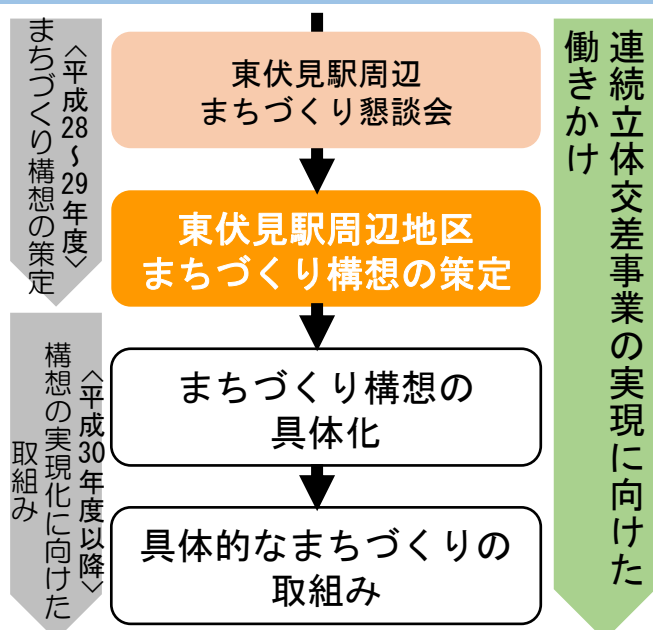 〈平成28～29年度〉
まちづくり構想の策定
東伏見駅周辺
まちづくり懇談会
東伏見駅周辺地区
まちづくり構想の策定
〈平成30年度以降〉
構想の実現化に向けた
取組み
まちづくり構想の
具体化
具体的なまちづくりの
取組み
連続立体交差事業の実現に向けた
働きかけ